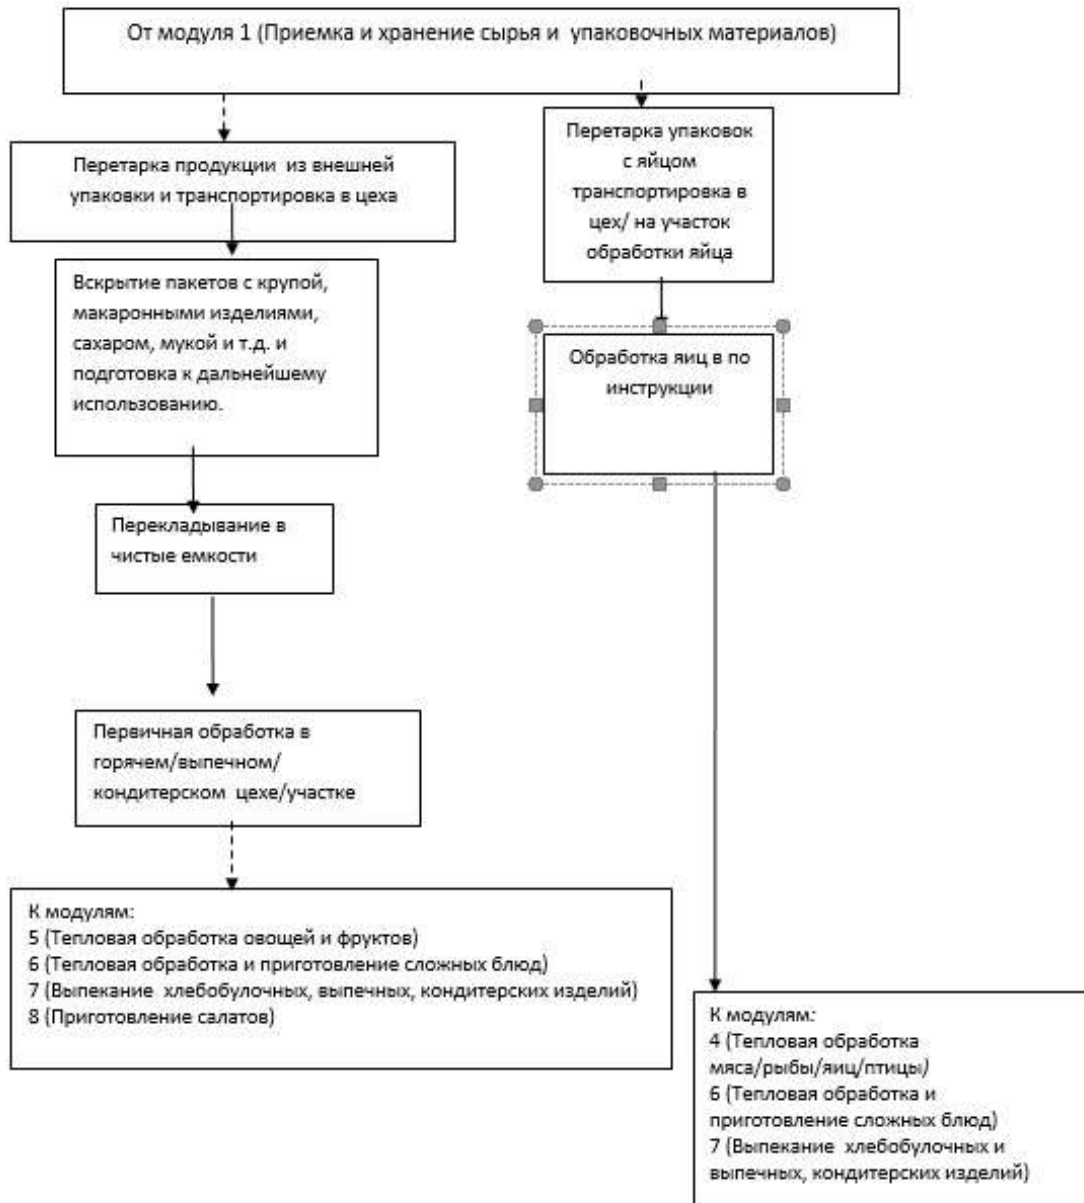 От модуля 1 (Приемка и хранение сырья и упаковочных материалов)
Перетарка продукции из внешней
упаковки и транспортировка в цеха
Вскрытие пакетов с крупой,
макаронными изделиями,
сахаром, мукой и т.д. и
подготовка к дальнейшему
использованию.
Перекладывание в
чистые емкости
Первичная обработка в
горячем/выпечном/
кондитерском цехе/участке
К модулям:
5 (Тепловая обработка овощей и фруктов)
6 (Тепловая обработка и приготовление сложных блюд)
7 (Выпекание хлебобулочных, выпечных, кондитерских изделий)
8 (Приготовление салатов)
Перетарка упаковок
с яйцом
транспортировка в
цех/ на участок
обработки яйца
Обработка яиц в по
инструкции
К модулям:
4 (Тепловая обработка
мяса/рыбы/яиц/птицы)
6 (Тепловая обработка и
приготовление сложных блюд)
7 (Выпекание хлебобулочных и
выпечных, кондитерских изделий)